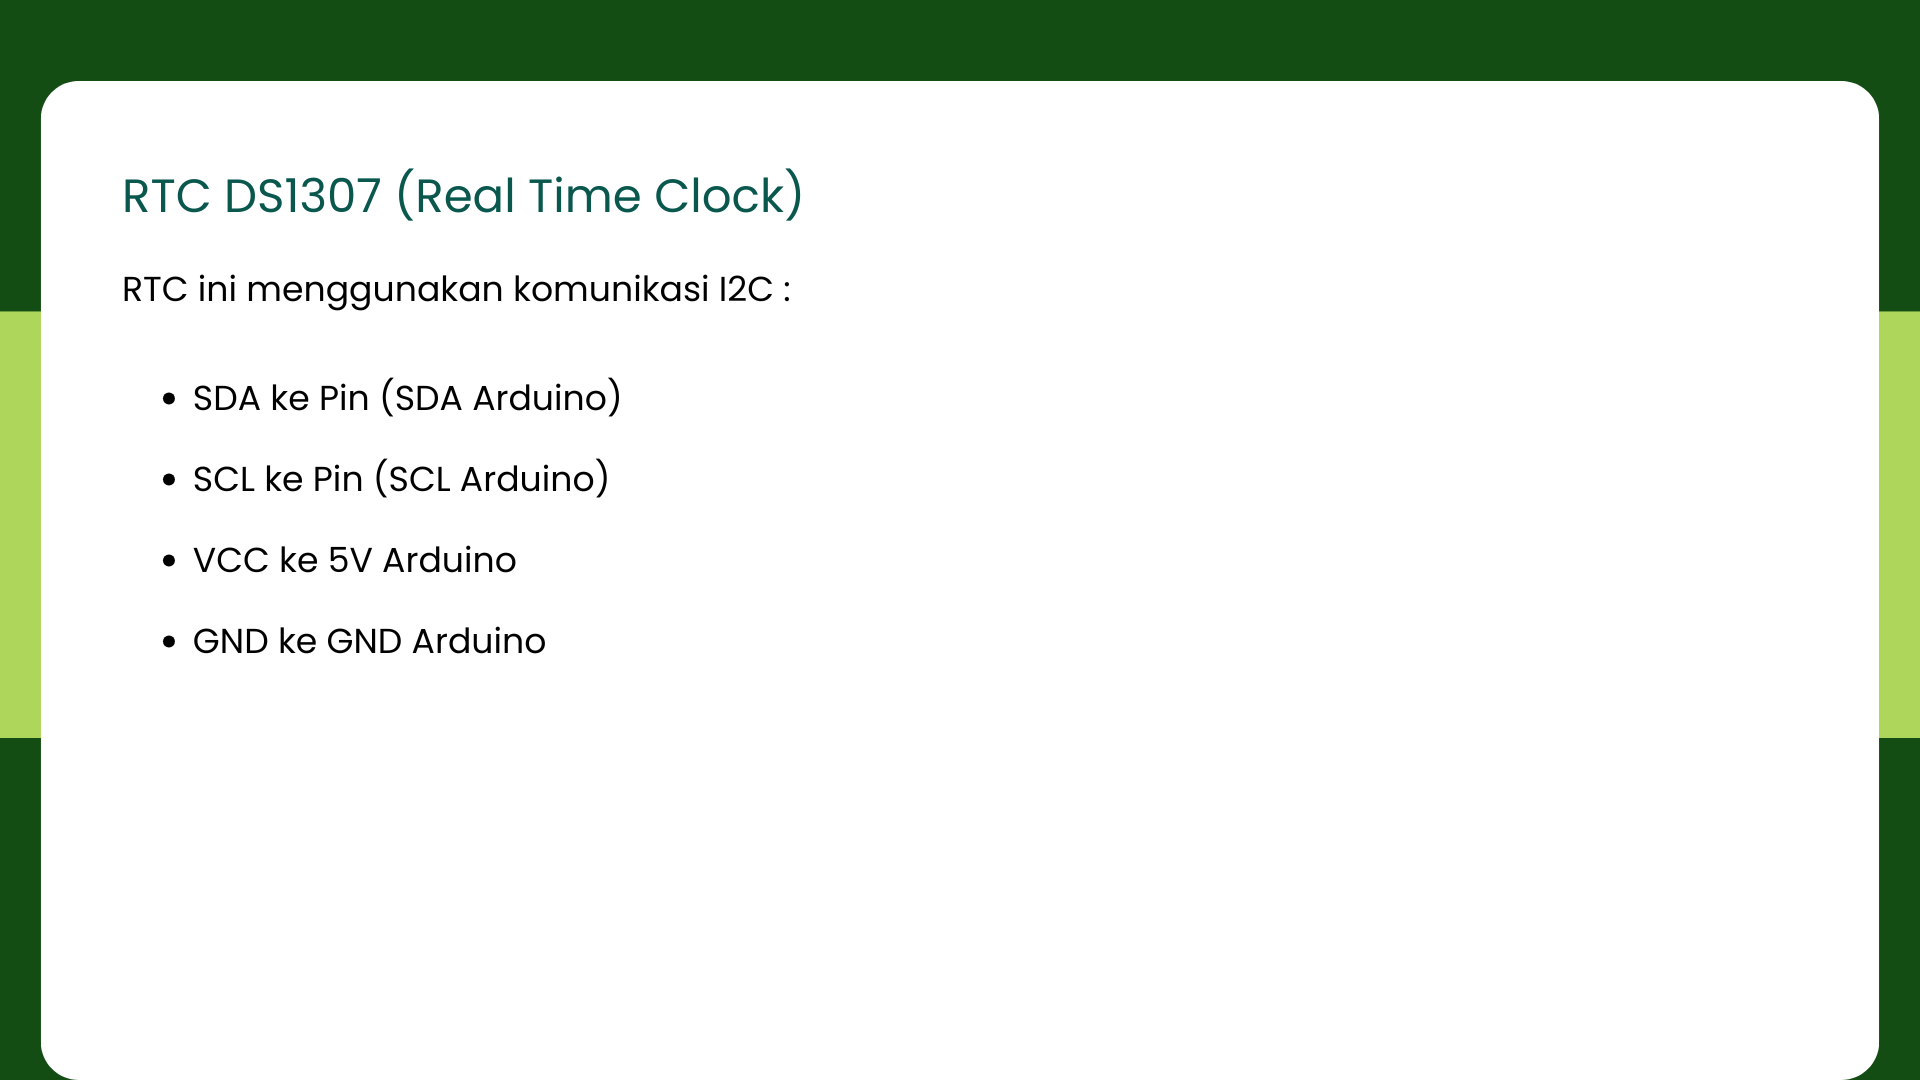 RTC DS1307 (Real Time Clock)
RTC ini menggunakan komunikasi I2C :
• SDA ke Pin (SDA Arduino)
• SCL ke Pin (SCL Arduino)
• VCC ke 5V Arduino
• GND ke GND Arduino